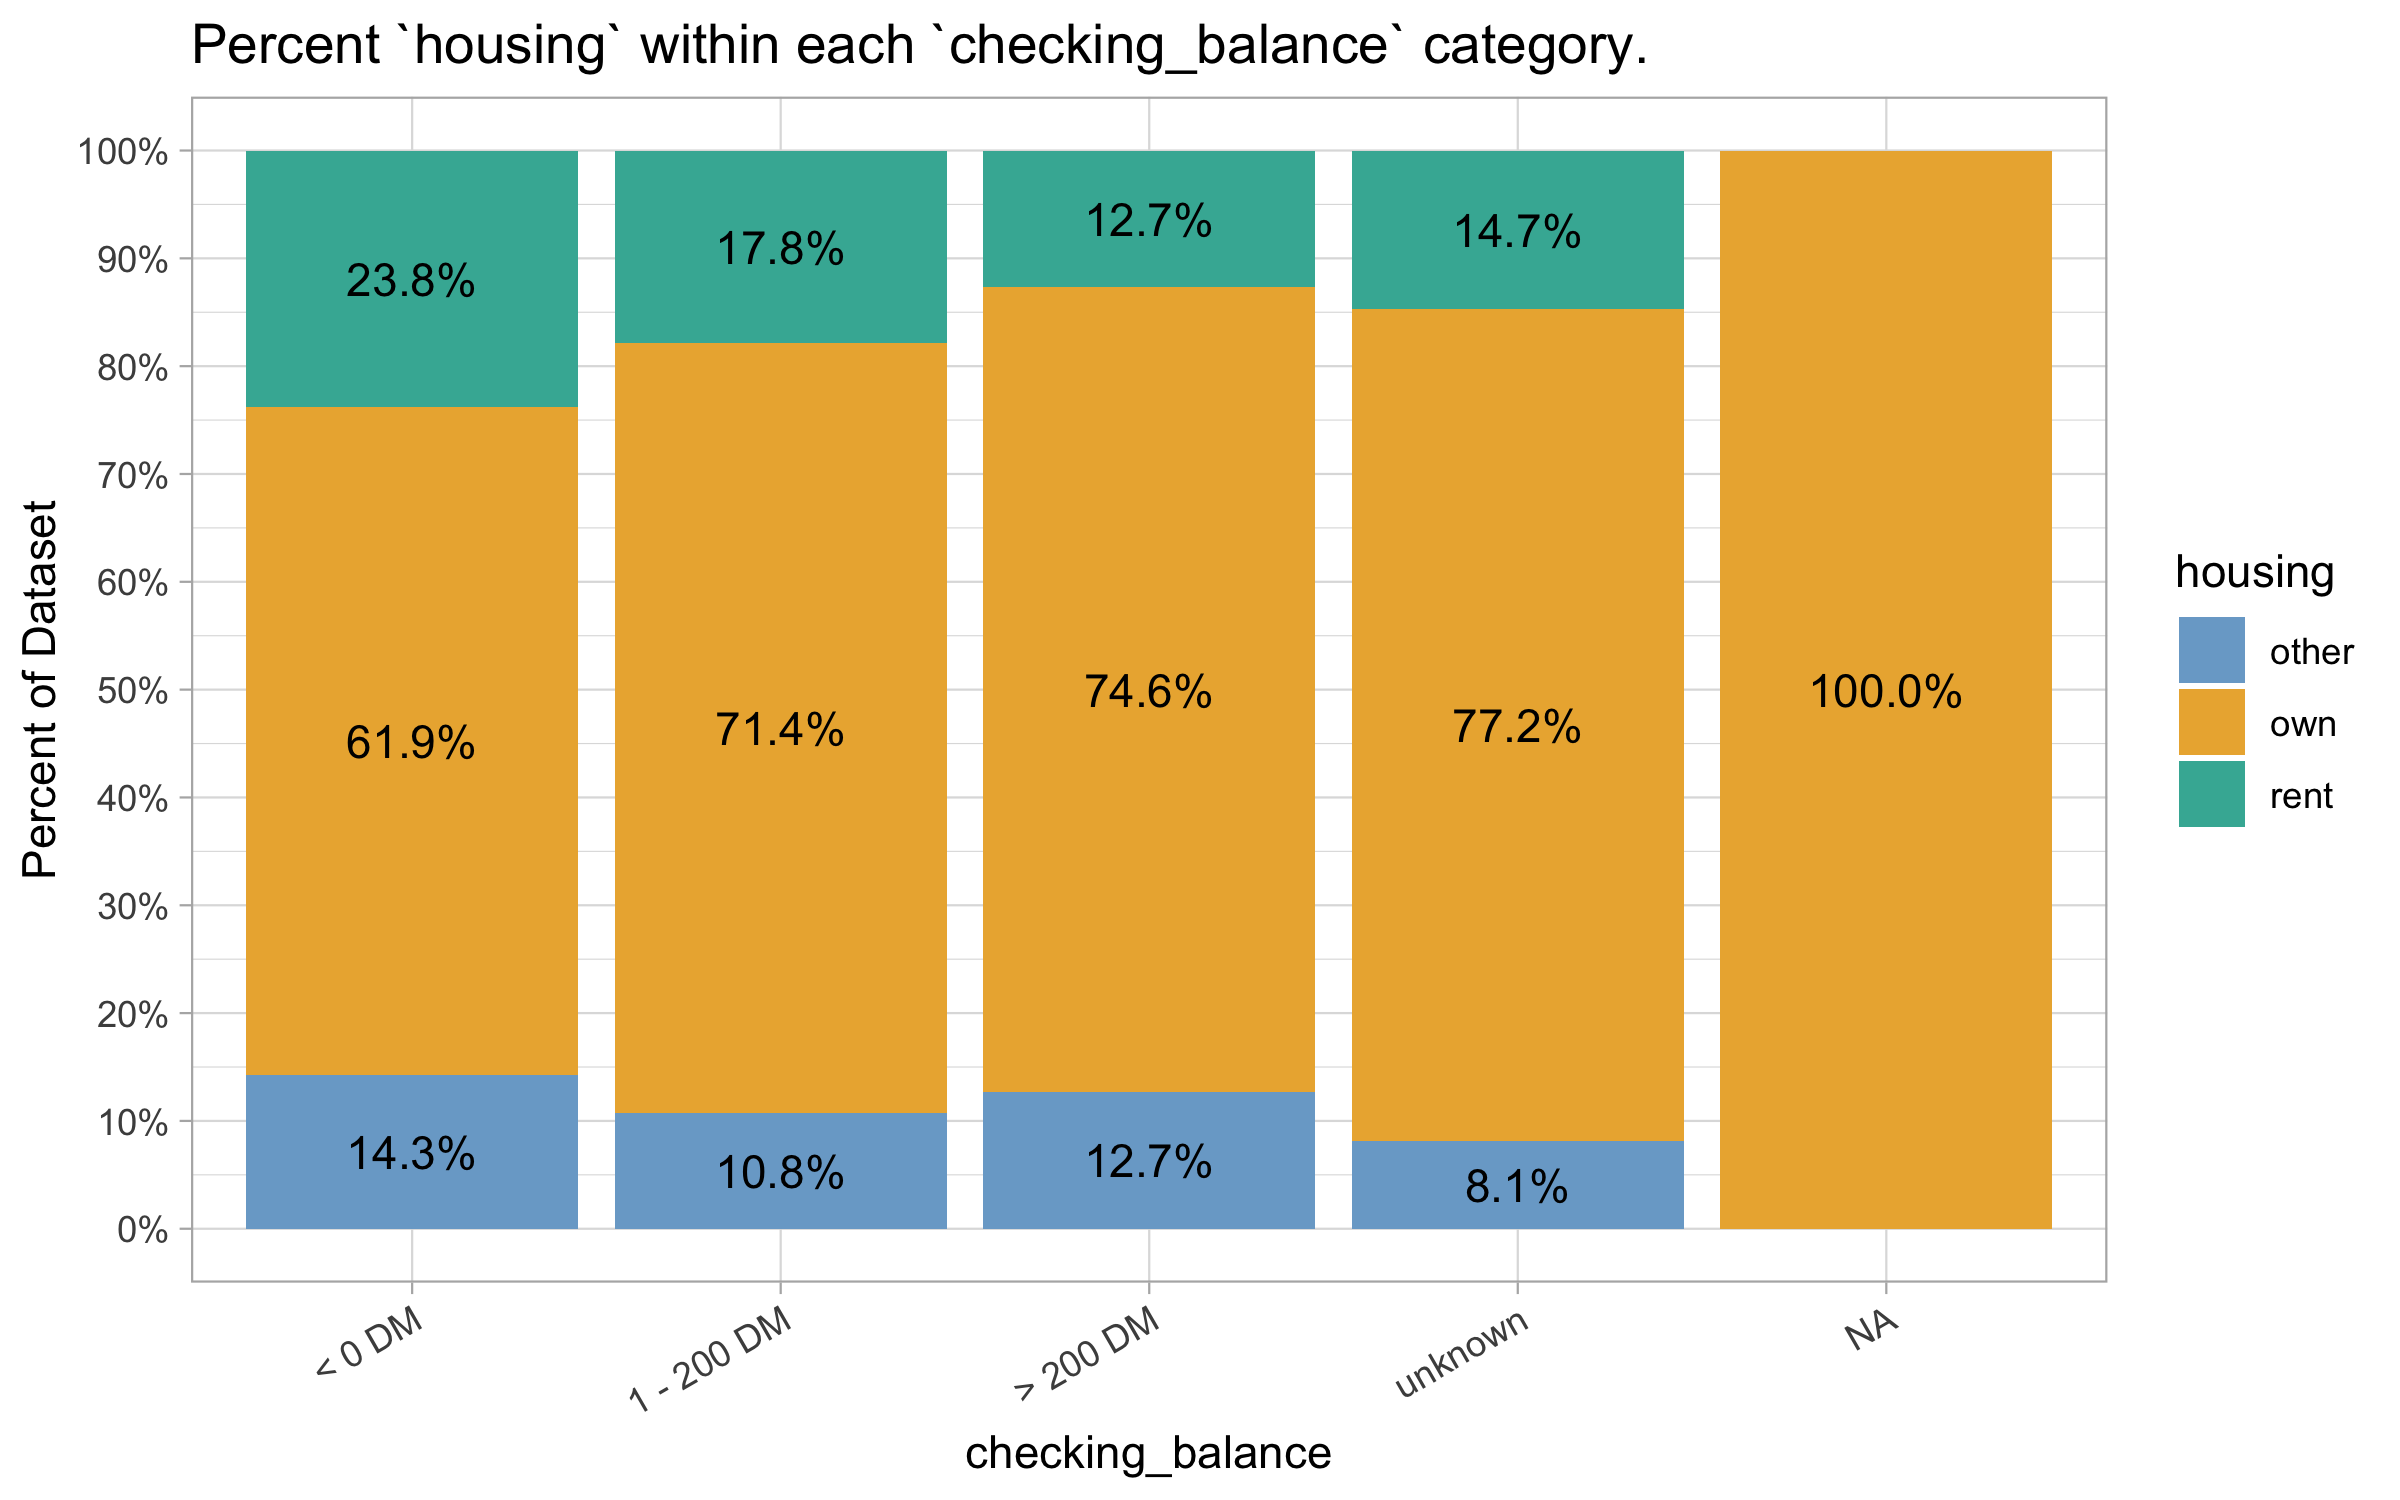 Percent `housing` within each `checking_balance` category.
Percent of Dataset
100%
90%
80%
70%
60%
50%
40%
30%
20%
10%
0%
23.8%
61.9%
14.3%
17.8%
71.4%
10.8%
12.7%
74.6%
12.7%
14.7%
77.2%
8.1%
100.0%
< 0 DM
1 - 200 DM
> 200 DM
unknown
NA
checking_balance
housing
other
own
rent